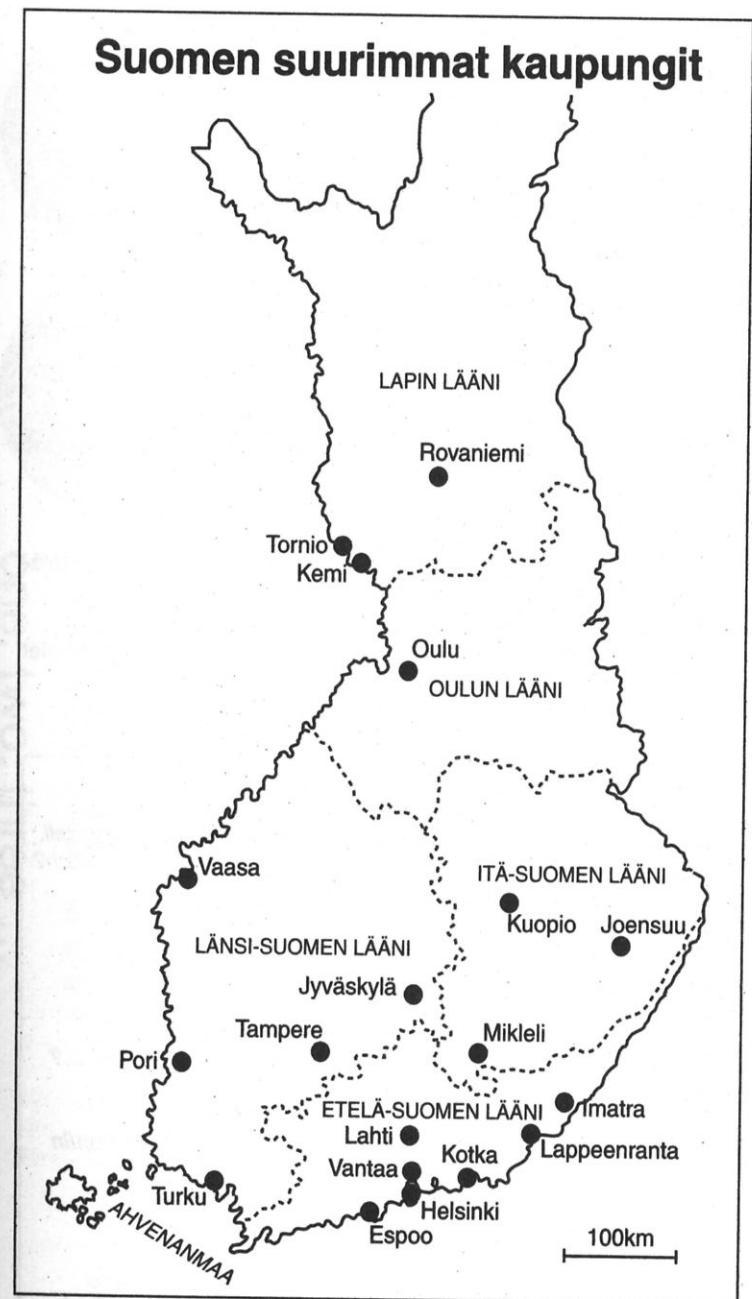 Suomen suurimmat kaupungit
LAPIN LÄÄNI
Rovaniemi
Tornio
Kemi
Oulu
OULUN LÄÄNI
Vaasa
ITÄ-SUOMEN LÄÄNI
Kuopio
Joensuu
LÄNSI-SUOMEN LÄÄNI
Jyväskylä
Tampere
Mikleli
Pori
Imatra
ETELÄ-SUOMEN LÄÄNI
Lahti
Lappeenranta
Vantaa
Kotka
Turku
Helsinki
Espoo
AHVENANMAA
100km